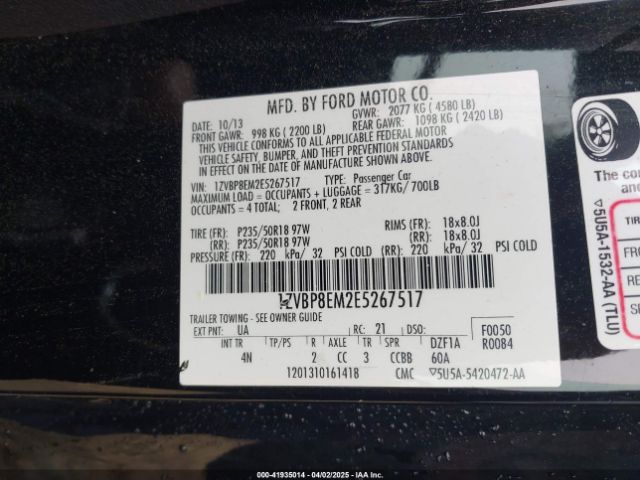 MFD. BY FORD MOTOR CO.
DATE: 10/13 GVWR: 2077 KG ( 4580 LB)
FRONT GAWR: 998 KG ( 2200 LB) REAR GAWR: 1098 KG ( 2420 LB)
THIS VEHICLE CONFORMS TO ALL APPLICABLE FEDERAL MOTOR
VEHICLE SAFETY, BUMPER, AND THEFT PREVENTION STANDARDS
IN EFFECT ON THE DATE OF MANUFACTURE SHOWN ABOVE.
VIN: 1ZVBP8EM2E5267517 TYPE: Passenger Car
MAXIMUM LOAD = OCCUPANTS + LUGGAGE = 317KG/ 700LB
OCCUPANTS = 4 TOTAL; 2 FRONT, 2 REAR
TIRE (FR): P235/50R18 97W RIMS (FR): 18x8.0J
(RR): P235/50R18 97W (RR): 18x8.0J
PRESSURE (FR): 220 kPa/ 32 PSI COLD (RR): 220 kPa/ 32 PSI COLD
1ZVBP8EM2E5267517
TRAILER TOWING - SEE OWNER GUIDE
EXT PNT: UA RC: 21 DSO: F0050
INT TR TP/PS R AXLE TR SPR DZF1A R0084
4N 2 CC 3 CCBB 60A
1201310161418 CMC ▽5U5A-5420472-AA
The co
and
TIR
FRO
RE
SP
▽5U5A-1532-AA (TLU)
000-41935014 - 04/02/2025 - IAAI